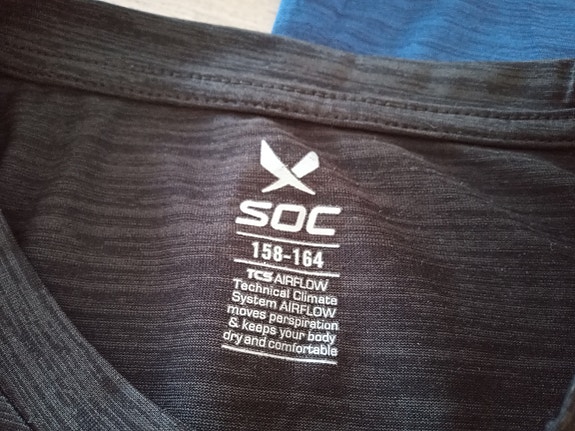 SOC
158-164
TCS AIRFLOW
Technical Climate
System AIRFLOW
moves perspiration
& keeps your body
dry and comfortable